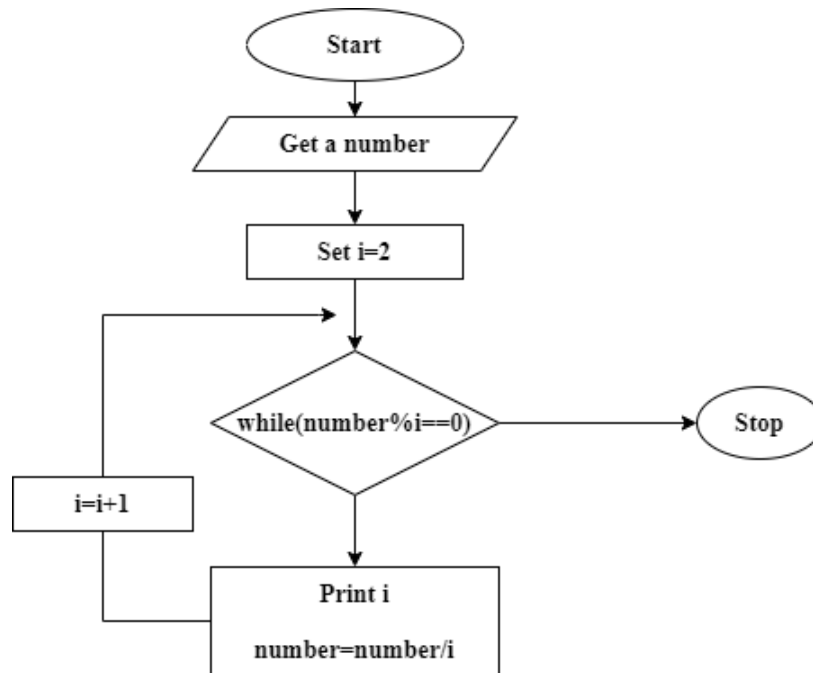 Start
Get a number
Set i=2
while(number%i==0)
Stop
i=i+1
Print i
number=number/i